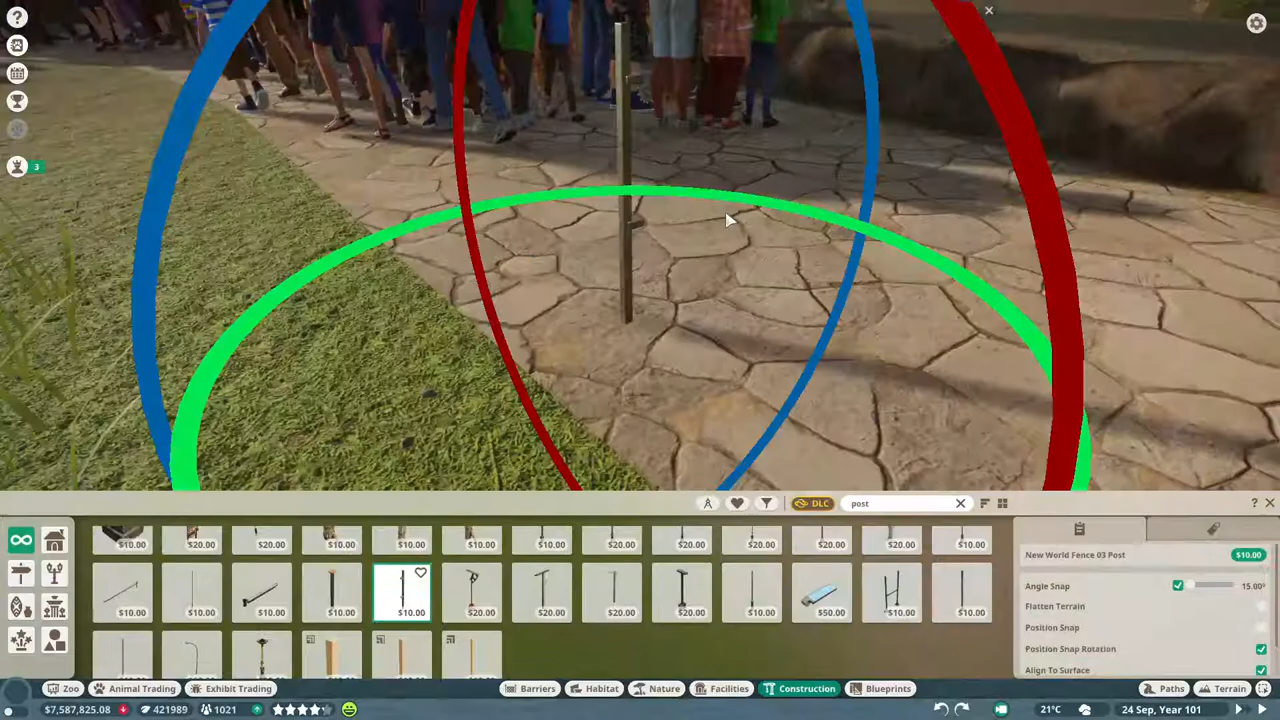 3
DLC
post
?
$10.00
$20.00
$20.00
$10.00
$10.00
$10.00
$10.00
$20.00
$20.00
$20.00
$20.00
$20.00
$10.00
New World Fence 03 Post
$10.00
$10.00
$10.00
$10.00
$10.00
$10.00
$20.00
$20.00
$20.00
$20.00
$10.00
$50.00
$10.00
$10.00
Angle Snap
15.00°
Flatten Terrain
Position Snap
Position Snap Rotation
Align To Surface
Zoo
Animal Trading
Exhibit Trading
Barriers
Habitat
Nature
Facilities
Construction
Blueprints
Paths
Terrain
$7,587,825.08
421989
1021
21°C
24 Sep, Year 101